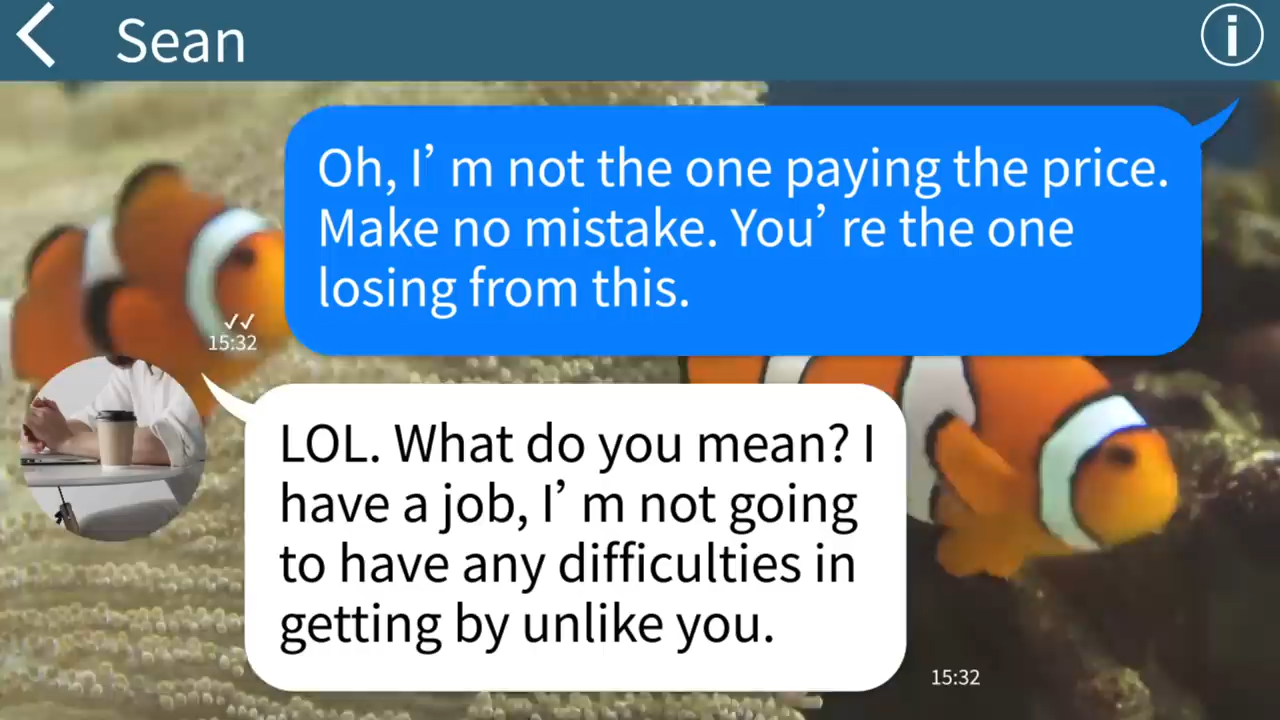 Sean
Oh, I’ m not the one paying the price.
Make no mistake. You’ re the one
losing from this.
15:32
LOL. What do you mean? I
have a job, I’ m not going
to have any difficulties in
getting by unlike you.
15:32